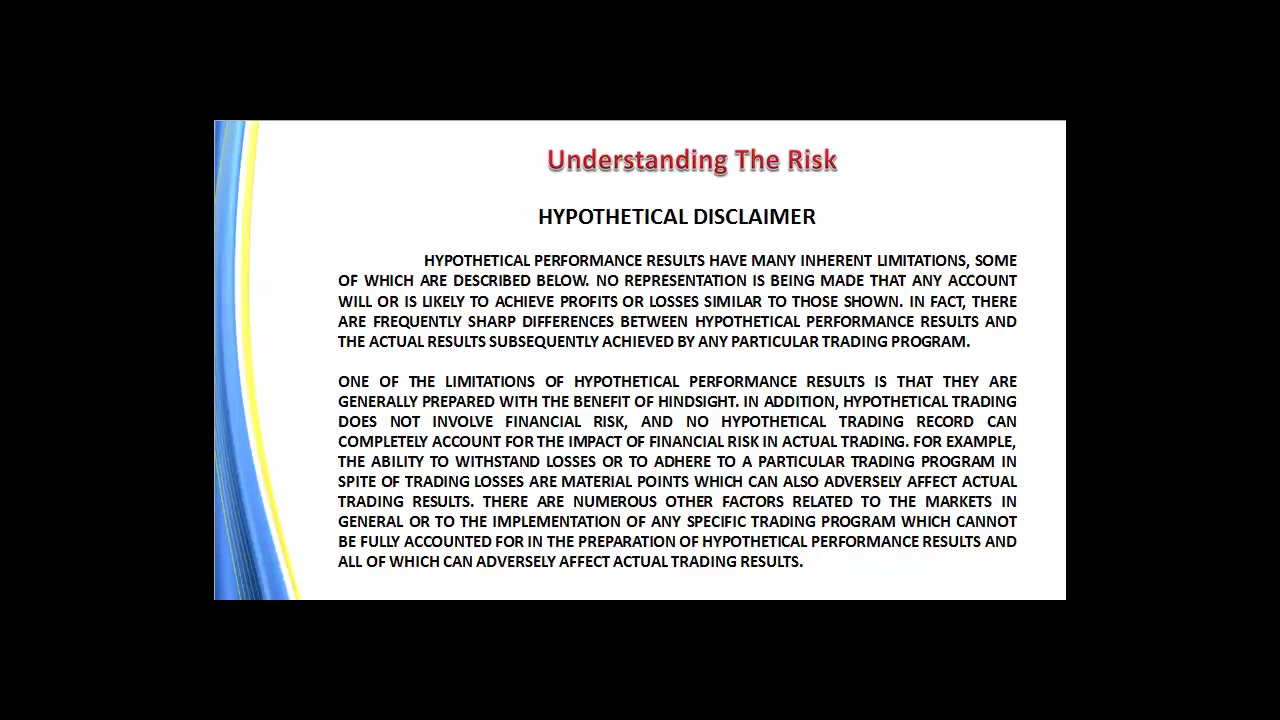 Understanding The Risk
HYPOTHETICAL DISCLAIMER
HYPOTHETICAL PERFORMANCE RESULTS HAVE MANY INHERENT LIMITATIONS, SOME
OF WHICH ARE DESCRIBED BELOW. NO REPRESENTATION IS BEING MADE THAT ANY ACCOUNT
WILL OR IS LIKELY TO ACHIEVE PROFITS OR LOSSES SIMILAR TO THOSE SHOWN. IN FACT, THERE
ARE FREQUENTLY SHARP DIFFERENCES BETWEEN HYPOTHETICAL PERFORMANCE RESULTS AND
THE ACTUAL RESULTS SUBSEQUENTLY ACHIEVED BY ANY PARTICULAR TRADING PROGRAM.
ONE OF THE LIMITATIONS OF HYPOTHETICAL PERFORMANCE RESULTS IS THAT THEY ARE
GENERALLY PREPARED WITH THE BENEFIT OF HINDSIGHT. IN ADDITION, HYPOTHETICAL TRADING
DOES NOT INVOLVE FINANCIAL RISK, AND NO HYPOTHETICAL TRADING RECORD CAN
COMPLETELY ACCOUNT FOR THE IMPACT OF FINANCIAL RISK IN ACTUAL TRADING. FOR EXAMPLE,
THE ABILITY TO WITHSTAND LOSSES OR TO ADHERE TO A PARTICULAR TRADING PROGRAM IN
SPITE OF TRADING LOSSES ARE MATERIAL POINTS WHICH CAN ALSO ADVERSELY AFFECT ACTUAL
TRADING RESULTS. THERE ARE NUMEROUS OTHER FACTORS RELATED TO THE MARKETS IN
GENERAL OR TO THE IMPLEMENTATION OF ANY SPECIFIC TRADING PROGRAM WHICH CANNOT
BE FULLY ACCOUNTED FOR IN THE PREPARATION OF HYPOTHETICAL PERFORMANCE RESULTS AND
ALL OF WHICH CAN ADVERSELY AFFECT ACTUAL TRADING RESULTS.